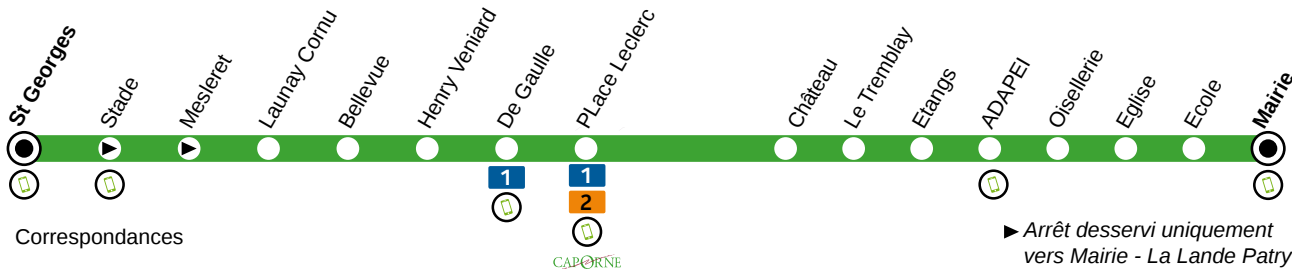 St Georges
Stade
Mesleret
Launay Cornu
Bellevue
Henry Veniard
De Gaulle
PLace Leclerc
Château
Le Tremblay
Etangs
ADAPEI
Oisellerie
Eglise
Ecole
Mairie
1
1
2
CAPORNE
Correspondances
Arrêt desservi uniquement
vers Mairie - La Lande Patry